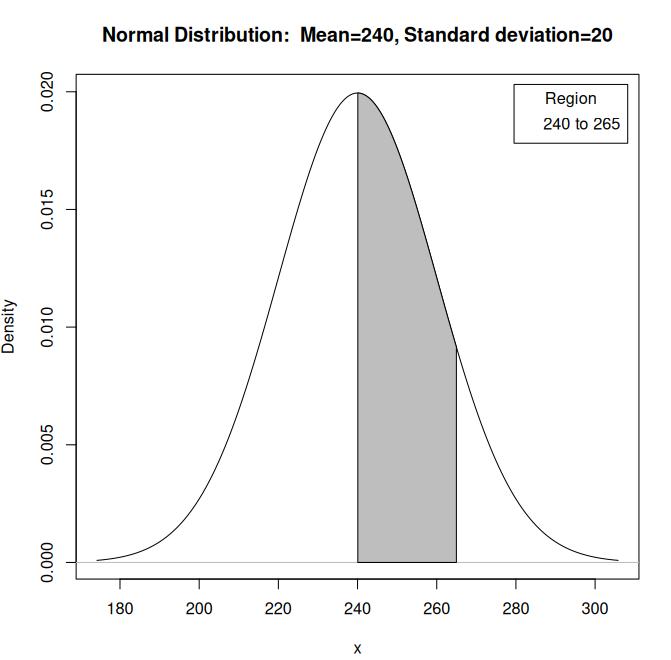 Normal Distribution:  Mean=240, Standard deviation=20
Region
240 to 265
0.020
0.015
0.010
0.005
0.000
Density
180 200 220 240 260 280 300
x